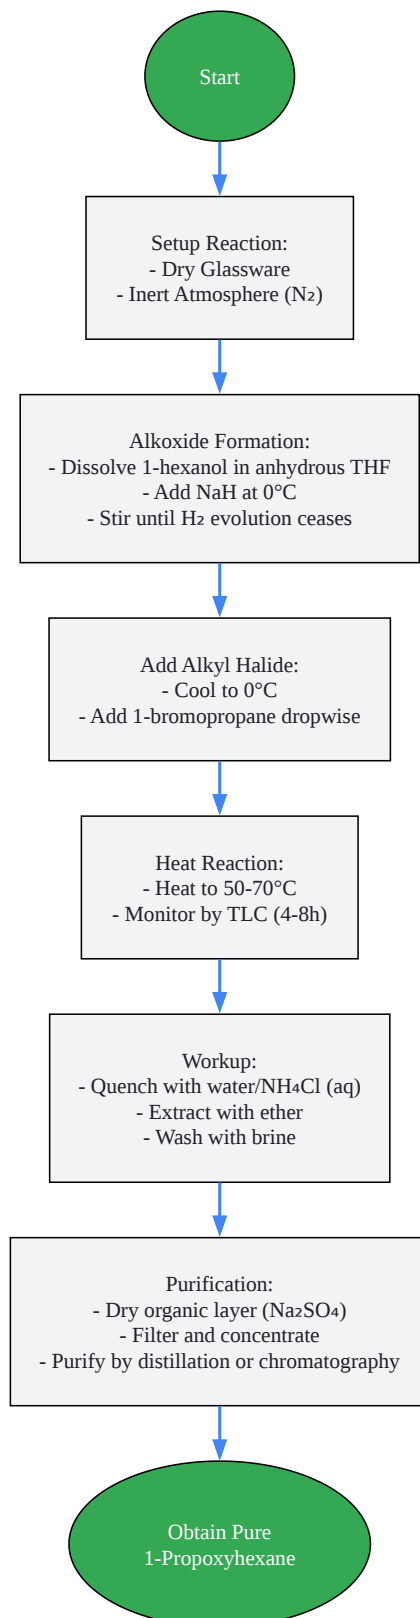 Start
Setup Reaction:
- Dry Glassware
- Inert Atmosphere (N₂)
Alkoxide Formation:
- Dissolve 1-hexanol in anhydrous THF
- Add NaH at 0°C
- Stir until H₂ evolution ceases
Add Alkyl Halide:
- Cool to 0°C
- Add 1-bromopropane dropwise
Heat Reaction:
- Heat to 50-70°C
- Monitor by TLC (4-8h)
Workup:
- Quench with water/NH₄Cl (aq)
- Extract with ether
- Wash with brine
Purification:
- Dry organic layer (Na₂SO₄)
- Filter and concentrate
- Purify by distillation or chromatography
Obtain Pure
1-Propoxyhexane